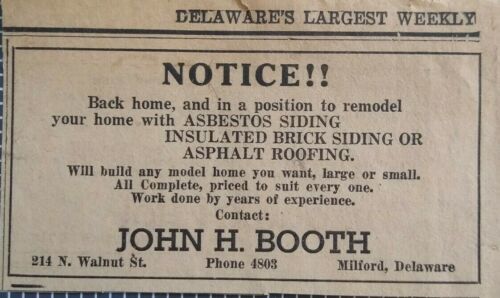 DELAWARE'S LARGEST WEEKLY
NOTICE!!
Back home, and in a position to remodel
your home with ASBESTOS SIDING
INSULATED BRICK SIDING OR
ASPHALT ROOFING.
Will build any model home you want, large or small.
All Complete, priced to suit every one.
Work done by years of experience.
Contact:
JOHN H. BOOTH
214 N. Walnut St. Phone 4803 Milford, Delaware